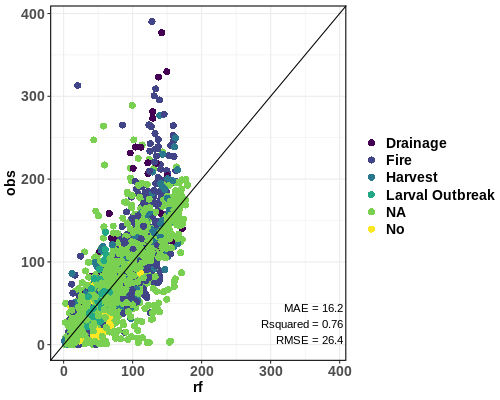 400
300
200
100
0
obs
0
100
200
300
400
rf
MAE = 16.2
Rsquared = 0.76
RMSE = 26.4
Drainage
Fire
Harvest
Larval Outbreak
NA
No